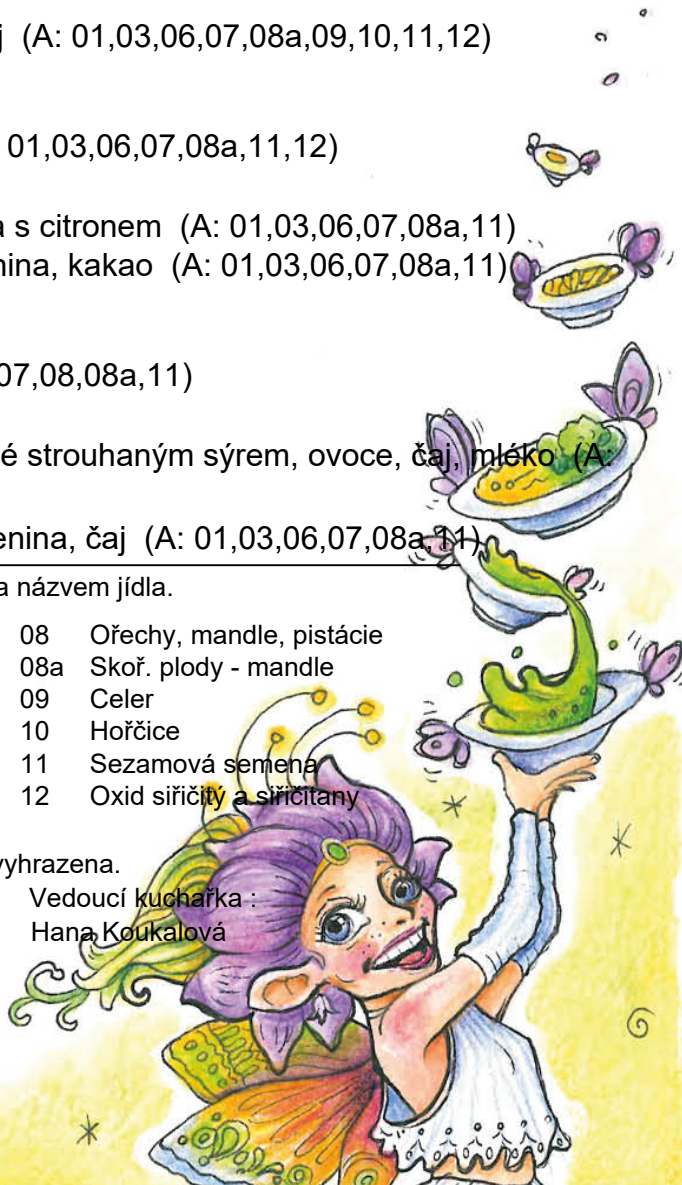 j (A: 01,03,06,07,08a,09,10,11,12)
01,03,06,07,08a,11,12)
a s citronem (A: 01,03,06,07,08a,11)
nina, kakao (A: 01,03,06,07,08a,11)
07,08,08a,11)
é strouhaným sýrem, ovoce, čaj, mléko (A:
enina, čaj (A: 01,03,06,07,08a,11)
a názvem jídla.
08 Ořechy, mandle, pistácie
08a Skoř. plody - mandle
09 Celer
10 Hořčice
11 Sezamová semena
12 Oxid siřičitý a siřičitany
vyhrazena.
Vedoucí kuchařka :
Hana Koukalová